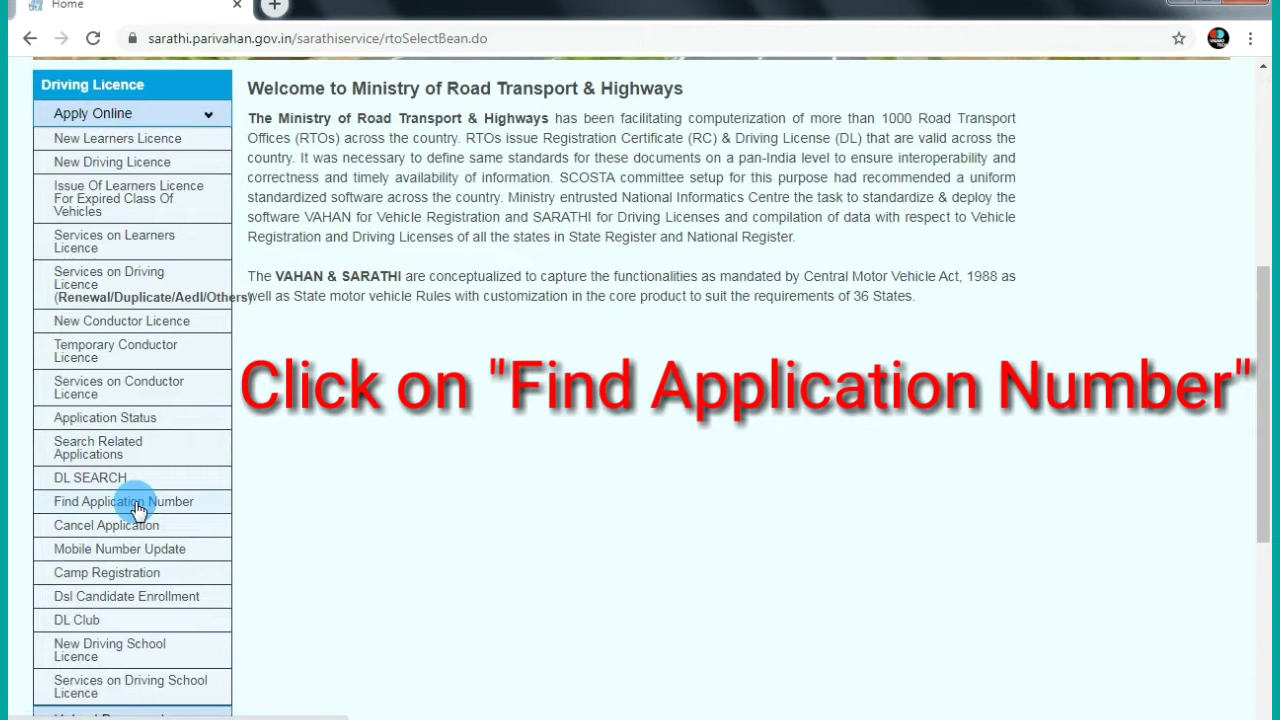 Home
sarathi.parivahan.gov.in/sarathiservice/rtoSelectBean.do
Driving Licence
Apply Online
New Learners Licence
New Driving Licence
Issue Of Learners Licence
For Expired Class Of
Vehicles
Services on Learners
Licence
Services on Driving
Licence
(Renewal/Duplicate/Aedl/Others)
New Conductor Licence
Temporary Conductor
Licence
Services on Conductor
Licence
Application Status
Search Related
Applications
DL SEARCH
Find Application Number
Cancel Application
Mobile Number Update
Camp Registration
Dsl Candidate Enrollment
DL Club
New Driving School
Licence
Services on Driving School
Licence
Welcome to Ministry of Road Transport & Highways
The Ministry of Road Transport & Highways has been facilitating computerization of more than 1000 Road Transport
Offices (RTOs) across the country. RTOs issue Registration Certificate (RC) & Driving License (DL) that are valid across the
country. It was necessary to define same standards for these documents on a pan-India level to ensure interoperability and
correctness and timely availability of information. SCOSTA committee setup for this purpose had recommended a uniform
standardized software across the country. Ministry entrusted National Informatics Centre the task to standardize & deploy the
software VAHAN for Vehicle Registration and SARATHI for Driving Licenses and compilation of data with respect to Vehicle
Registration and Driving Licenses of all the states in State Register and National Register.
The VAHAN & SARATHI are conceptualized to capture the functionalities as mandated by Central Motor Vehicle Act, 1988 as
well as State motor vehicle Rules with customization in the core product to suit the requirements of 36 States.
Click on "Find Application Number"